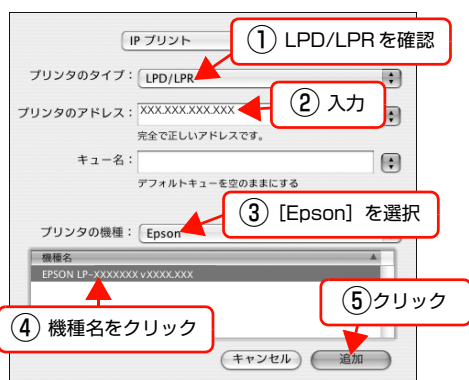 IP プリント
① LPD/LPR を確認
プリンタのタイプ： LPD/LPR
② 入力
プリンタのアドレス： XXX.XXX.XXX.XXX
完全で正しいアドレスです。
キュー名：
デフォルトキューを空のままにする
③ [Epson] を選択
プリンタの機種： Epson
機種名
EPSON LP-XXXXXXX vXXXX.XXX
⑤クリック
④ 機種名をクリック
キャンセル 追加